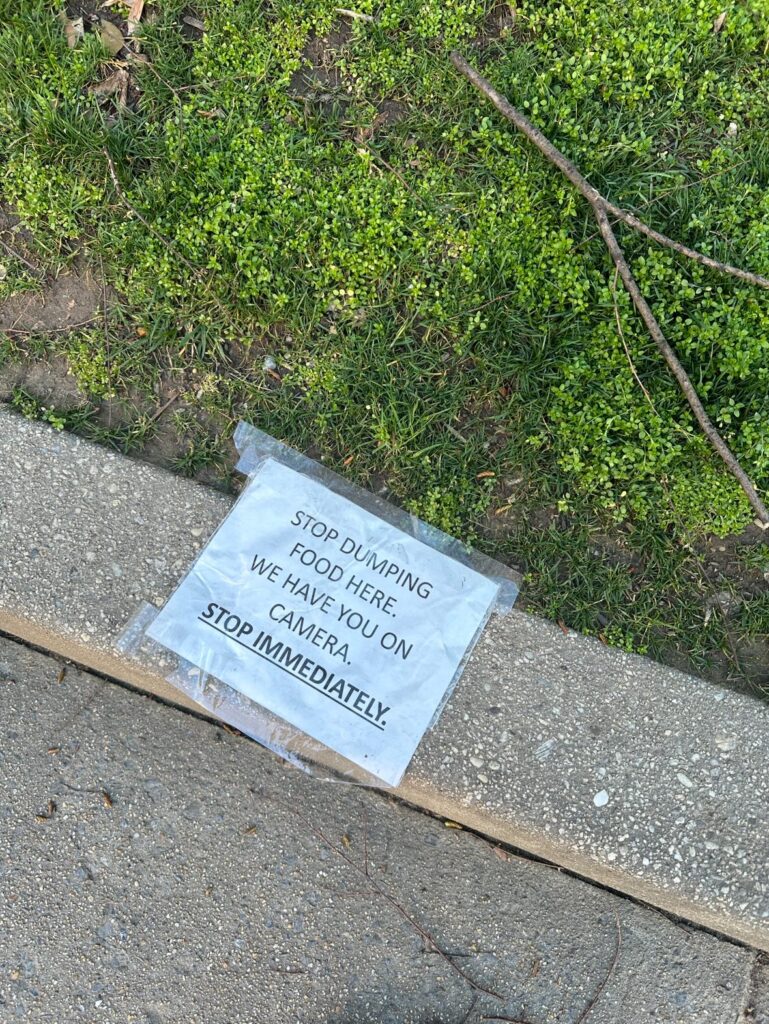 STOP DUMPING
FOOD HERE.
WE HAVE YOU ON
CAMERA.
STOP IMMEDIATELY.